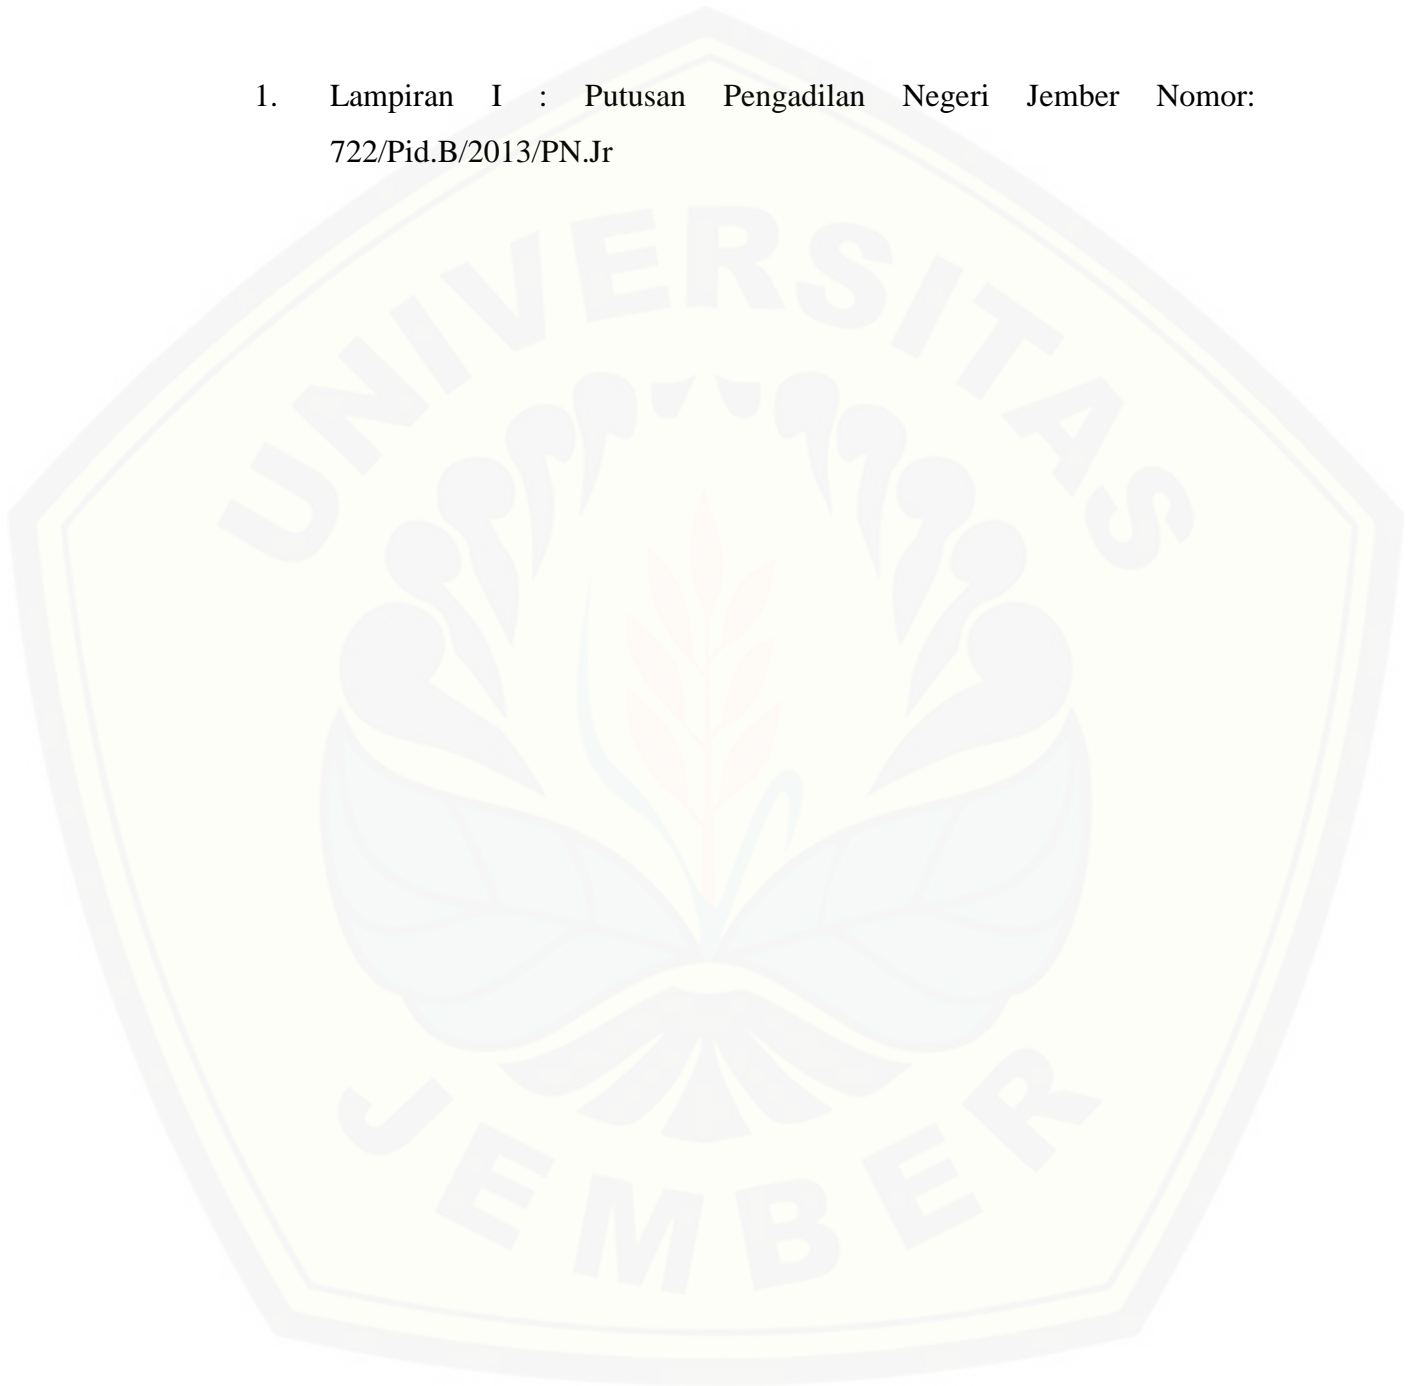 1. Lampiran I : Putusan Pengadilan Negeri Jember Nomor:
722/Pid.B/2013/PN.Jr
UNIVERSITAS
JEMBER